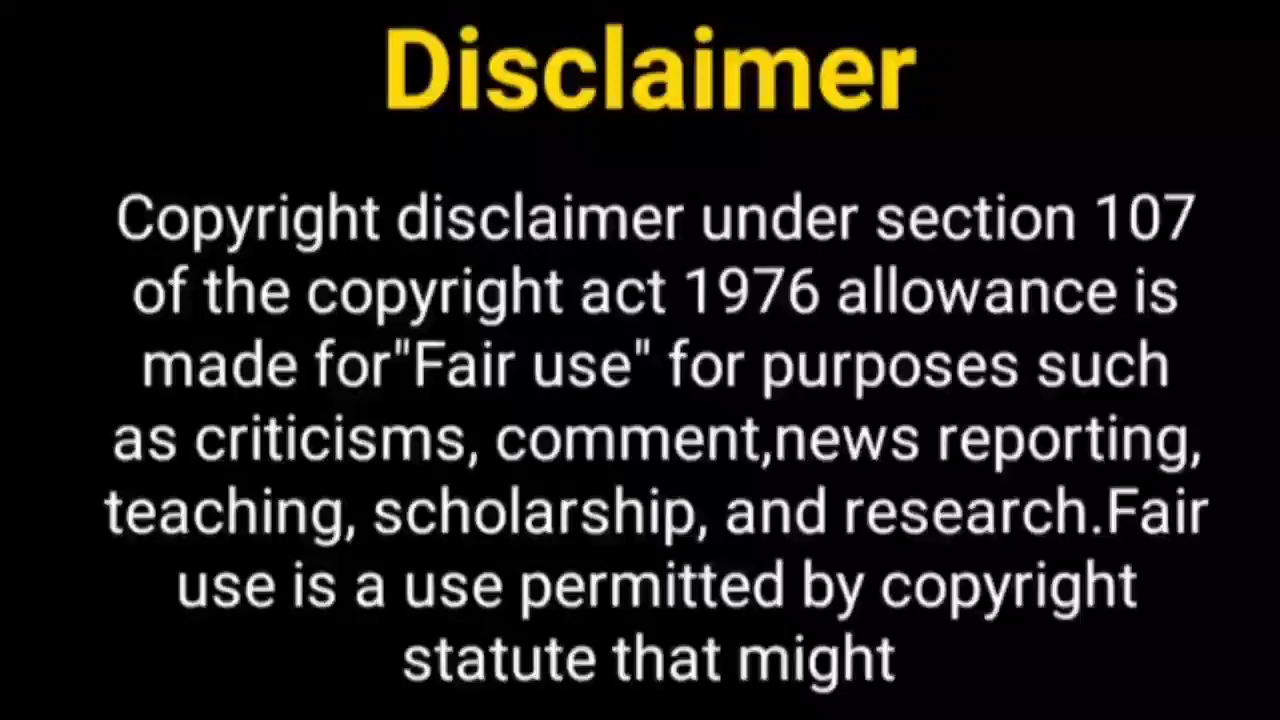 Disclaimer
Copyright disclaimer under section 107
of the copyright act 1976 allowance is
made for"Fair use" for purposes such
as criticisms, comment,news reporting,
teaching, scholarship, and research.Fair
use is a use permitted by copyright
statute that might